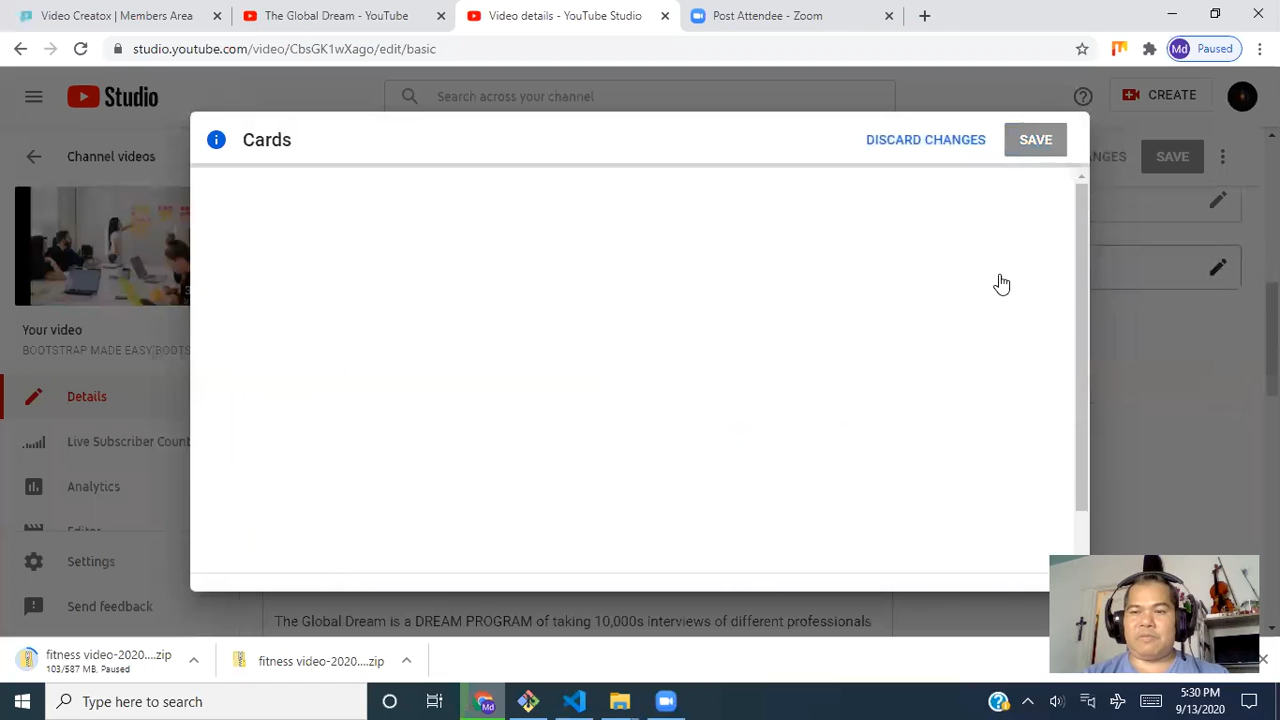 Video Creatox | Members Area
The Global Dream - YouTube
Video details - YouTube Studio
Post Attendee - Zoom
studio.youtube.com/video/CbsGK1wXago/edit/basic
Md Paused
Studio
Search across your channel
CREATE
Channel videos
Cards
DISCARD CHANGES
SAVE
NGES
SAVE
Your video
BOOTSTRAP MADE EASY BOOTS
Details
Live Subscriber Count
Analytics
Editor
Settings
Send feedback
The Global Dream is a DREAM PROGRAM of taking 10,000s interviews of different professionals
fitness video-2020....zip
103/587 MB, Paused
fitness video-2020....zip
Type here to search
Md
5:30 PM
9/13/2020